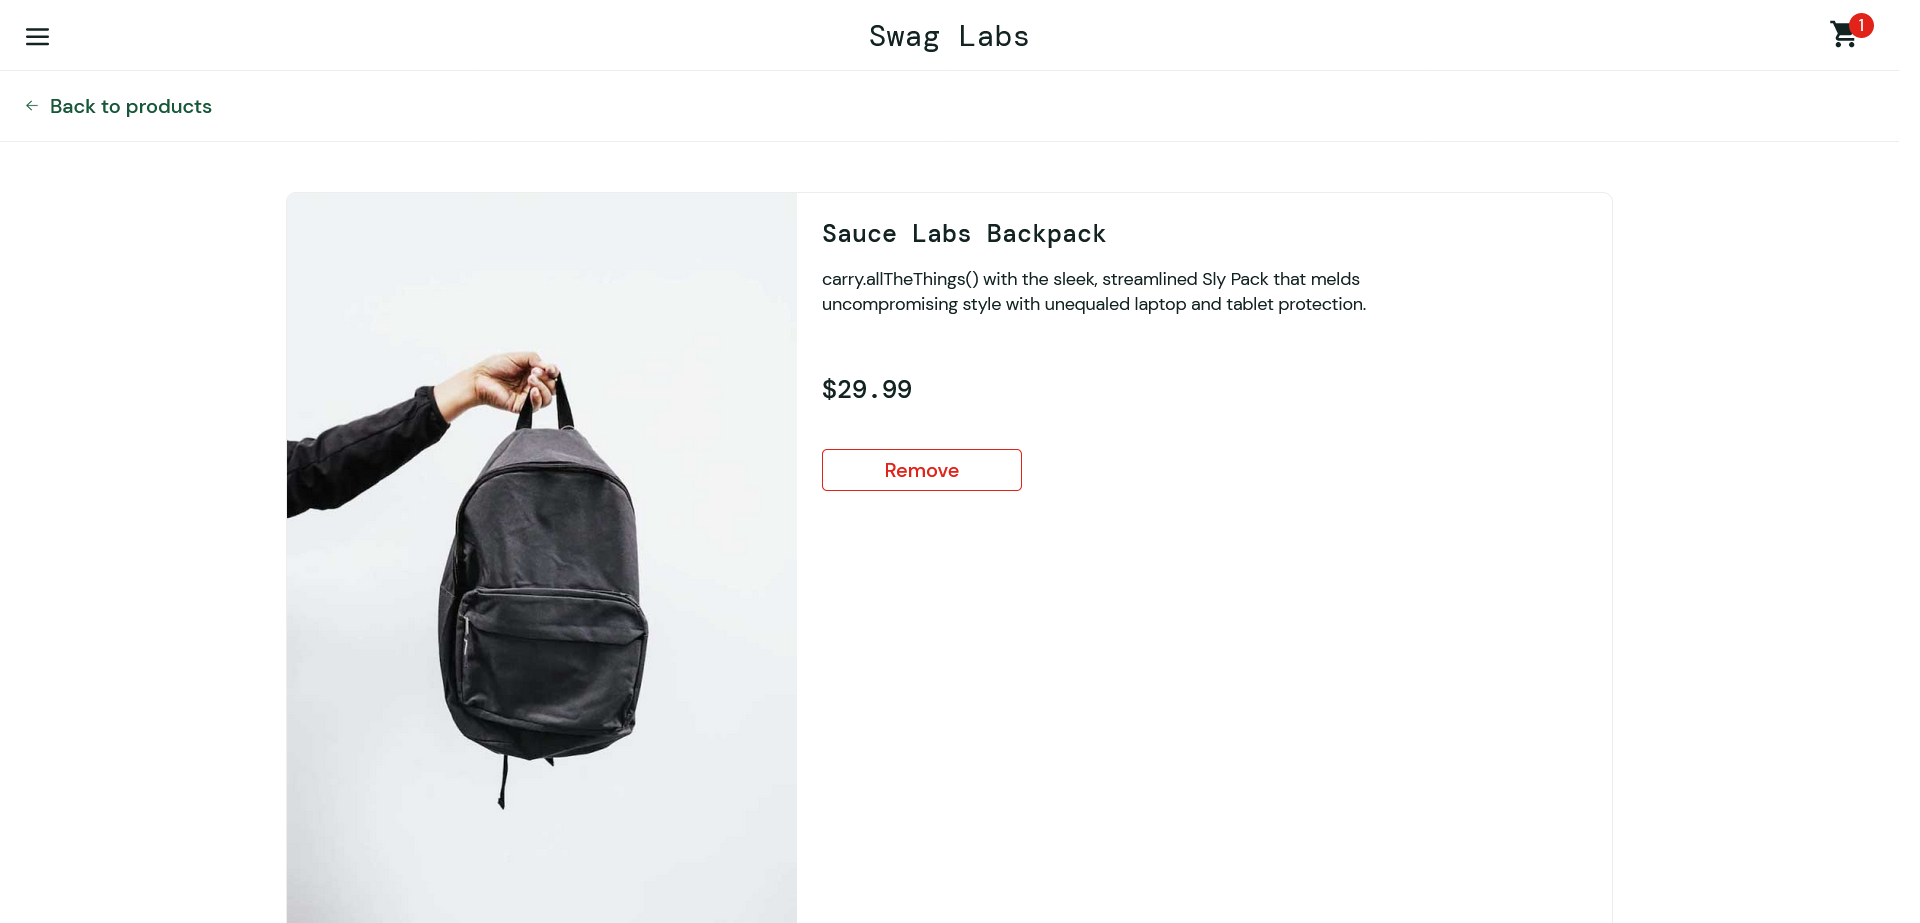 Swag Labs
1
Back to products
Sauce Labs Backpack
carry.allTheThings() with the sleek, streamlined Sly Pack that melds
uncompromising style with unequaled laptop and tablet protection.
$29.99
Remove